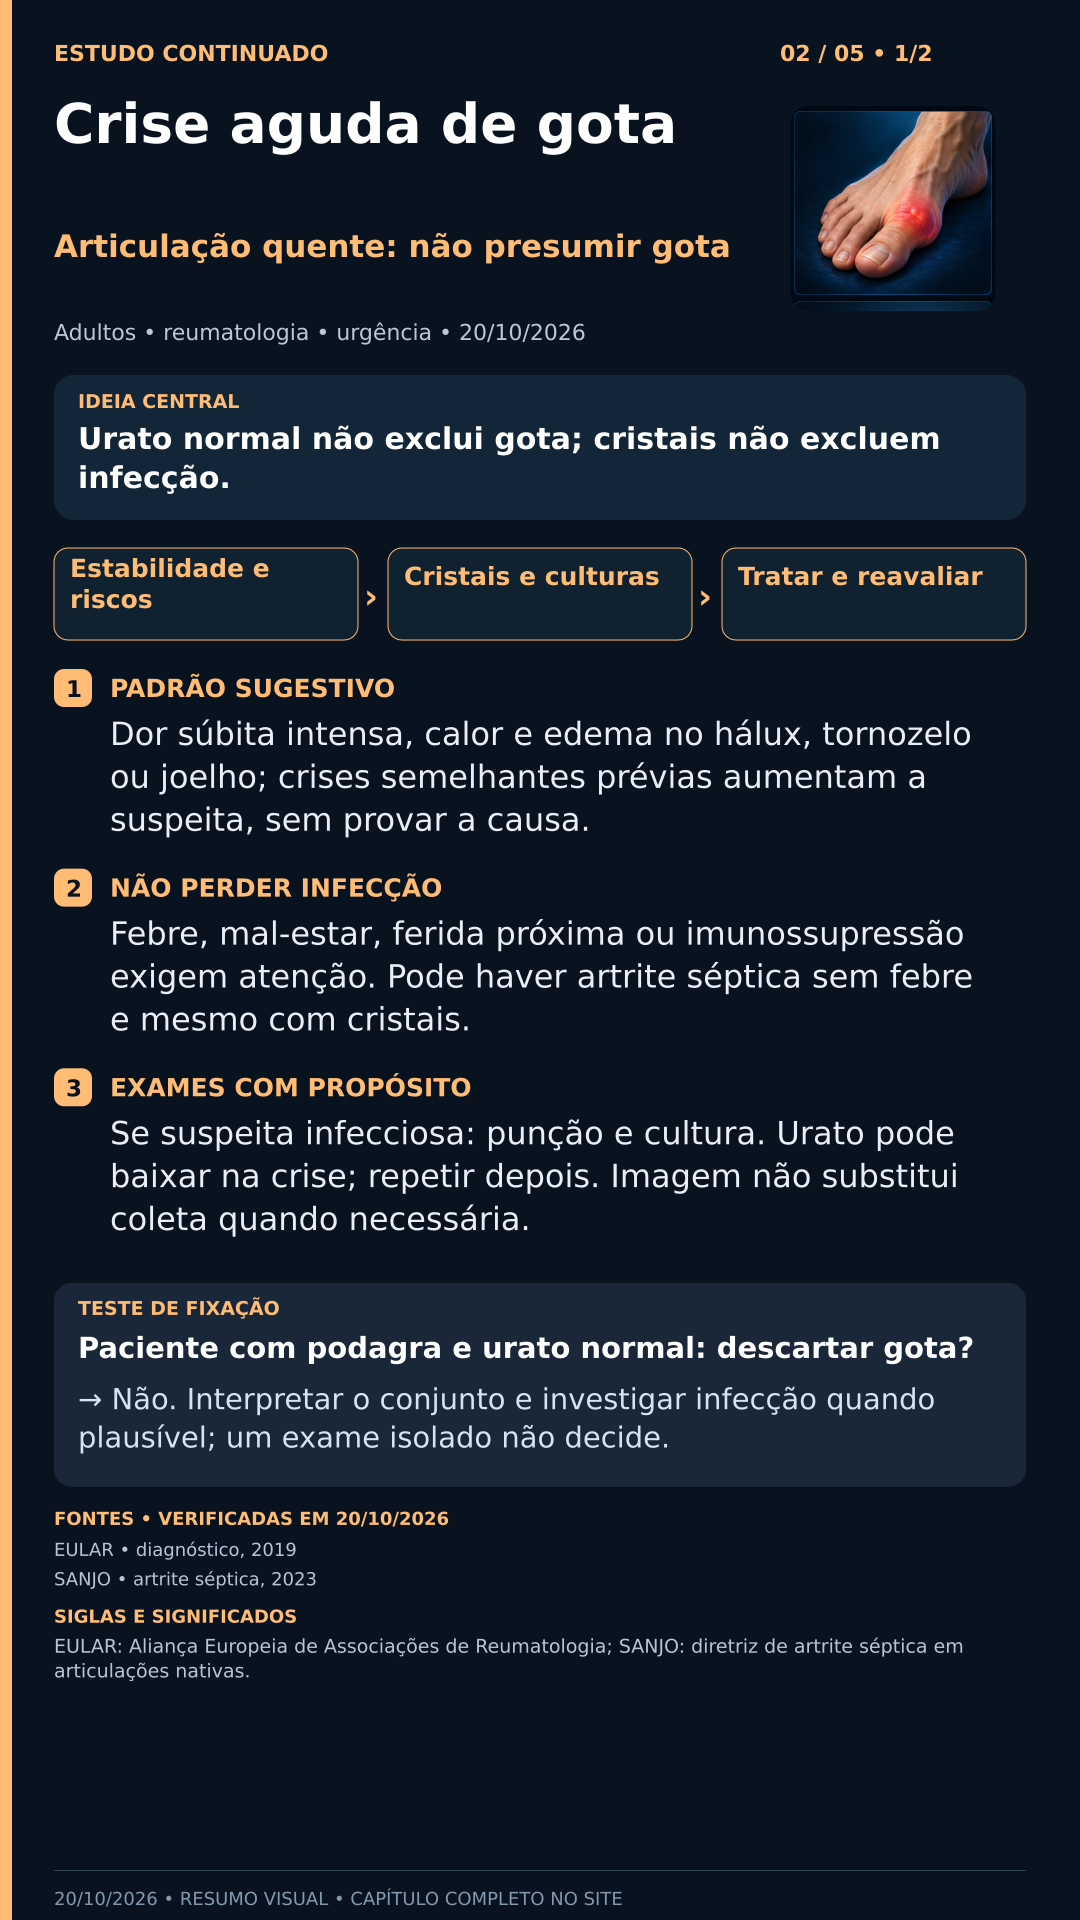 ESTUDO CONTINUADO
02 / 05 • 1/2
Crise aguda de gota
Articulação quente: não presumir gota
Adultos • reumatologia • urgência • 20/10/2026
IDEIA CENTRAL
Urato normal não exclui gota; cristais não excluem
infecção.
Estabilidade e
riscos
›
Cristais e culturas
›
Tratar e reavaliar
1 PADRÃO SUGESTIVO
Dor súbita intensa, calor e edema no hálux, tornozelo
ou joelho; crises semelhantes prévias aumentam a
suspeita, sem provar a causa.
2 NÃO PERDER INFECÇÃO
Febre, mal-estar, ferida próxima ou imunossupressão
exigem atenção. Pode haver artrite séptica sem febre
e mesmo com cristais.
3 EXAMES COM PROPÓSITO
Se suspeita infecciosa: punção e cultura. Urato pode
baixar na crise; repetir depois. Imagem não substitui
coleta quando necessária.
TESTE DE FIXAÇÃO
Paciente com podagra e urato normal: descartar gota?
→ Não. Interpretar o conjunto e investigar infecção quando
plausível; um exame isolado não decide.
FONTES • VERIFICADAS EM 20/10/2026
EULAR • diagnóstico, 2019
SANJO • artrite séptica, 2023
SIGLAS E SIGNIFICADOS
EULAR: Aliança Europeia de Associações de Reumatologia; SANJO: diretriz de artrite séptica em
articulações nativas.
20/10/2026 • RESUMO VISUAL • CAPÍTULO COMPLETO NO SITE